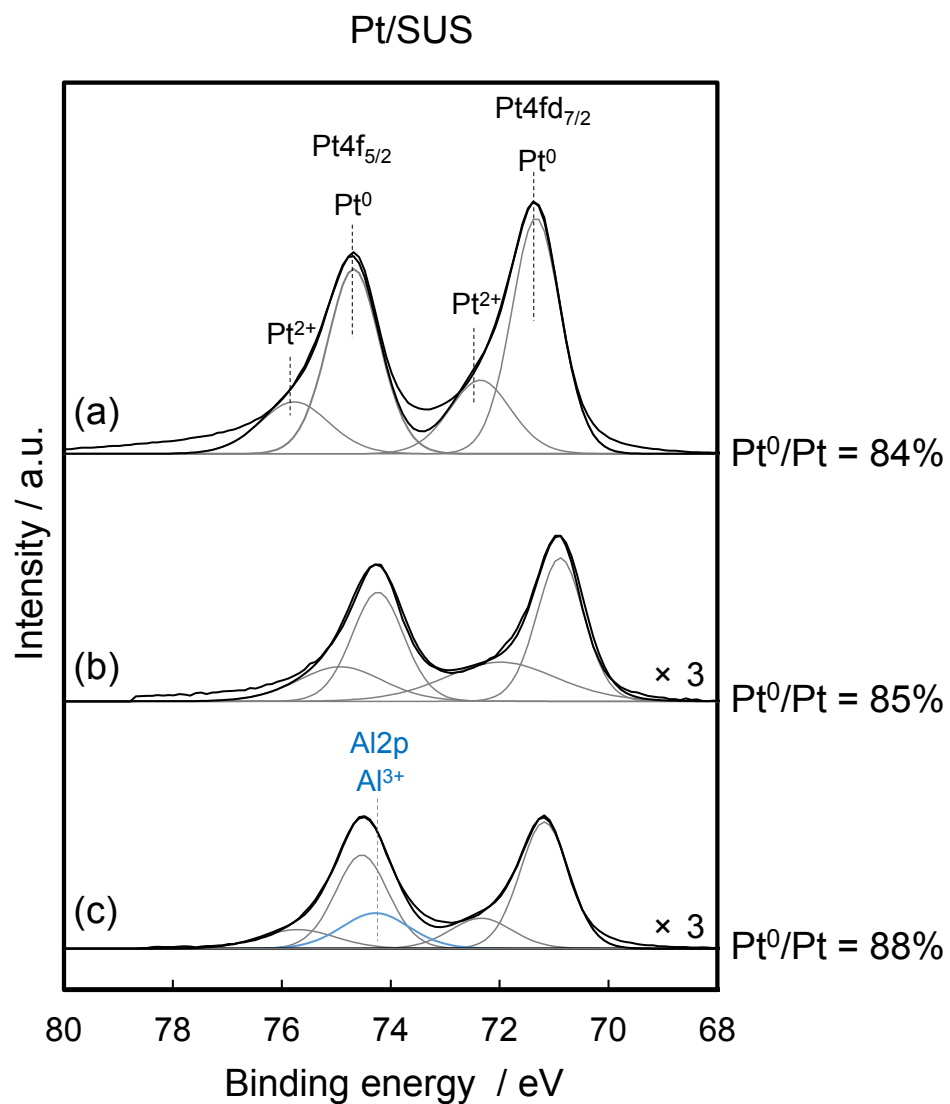 Pt/SUS
Pt4fd7/2
Pt4f5/2
Pt⁰
Pt⁰
Pt²⁺
Pt²⁺
(a)
Pt⁰/Pt = 84%
(b)
× 3
Pt⁰/Pt = 85%
Al2p
Al³⁺
(c)
× 3
Pt⁰/Pt = 88%
Intensity / a.u.
80 78 76 74 72 70 68
Binding energy / eV